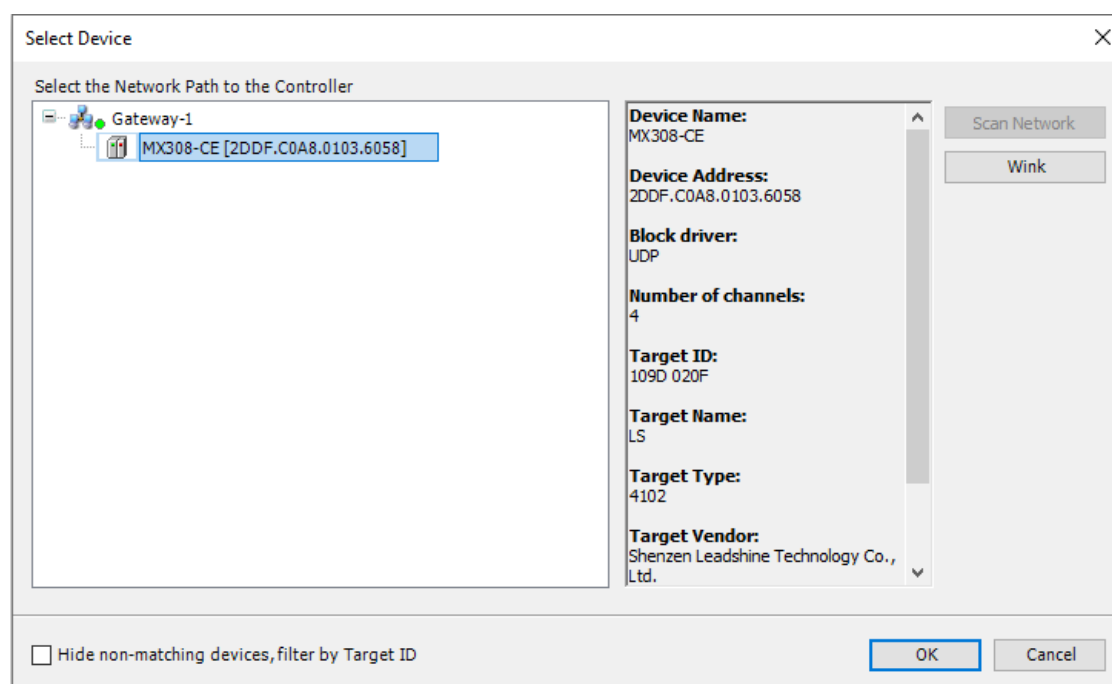 Select Device
Select the Network Path to the Controller
Gateway-1
MX308-CE [2DDF.C0A8.0103.6058]
Device Name:
MX308-CE
Device Address:
2DDF.C0A8.0103.6058
Block driver:
UDP
Number of channels:
4
Target ID:
109D 020F
Target Name:
LS
Target Type:
4102
Target Vendor:
Shenzen Leadshine Technology Co.,
Ltd.
Scan Network
Wink
Hide non-matching devices, filter by Target ID
OK
Cancel